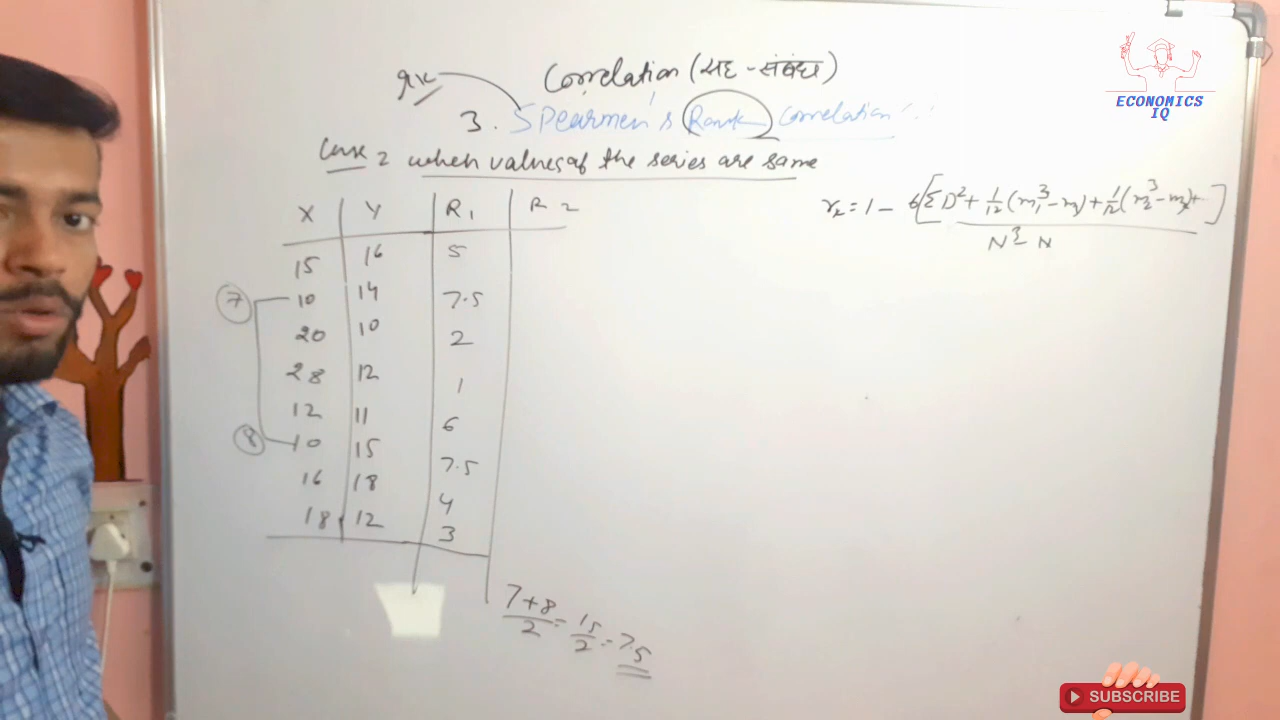 Correlation (सह-संबंध)
rk
3. Spearmen's Rank Correlation
Case 2 when values of the series are same
X Y R1 R2
rk = 1 - 6[ΣD² + 1/12 (m₁³ - m₁) + 1/12 (m₂³ - m₂) + ..]
N³ - N
15 16 5
7 10 14 7.5
20 10 2
28 12 1
12 11 6
8 10 15 7.5
16 18 4
18 12 3
7+8/2 = 15/2 = 7.5
ECONOMICS
IQ
SUBSCRIBE